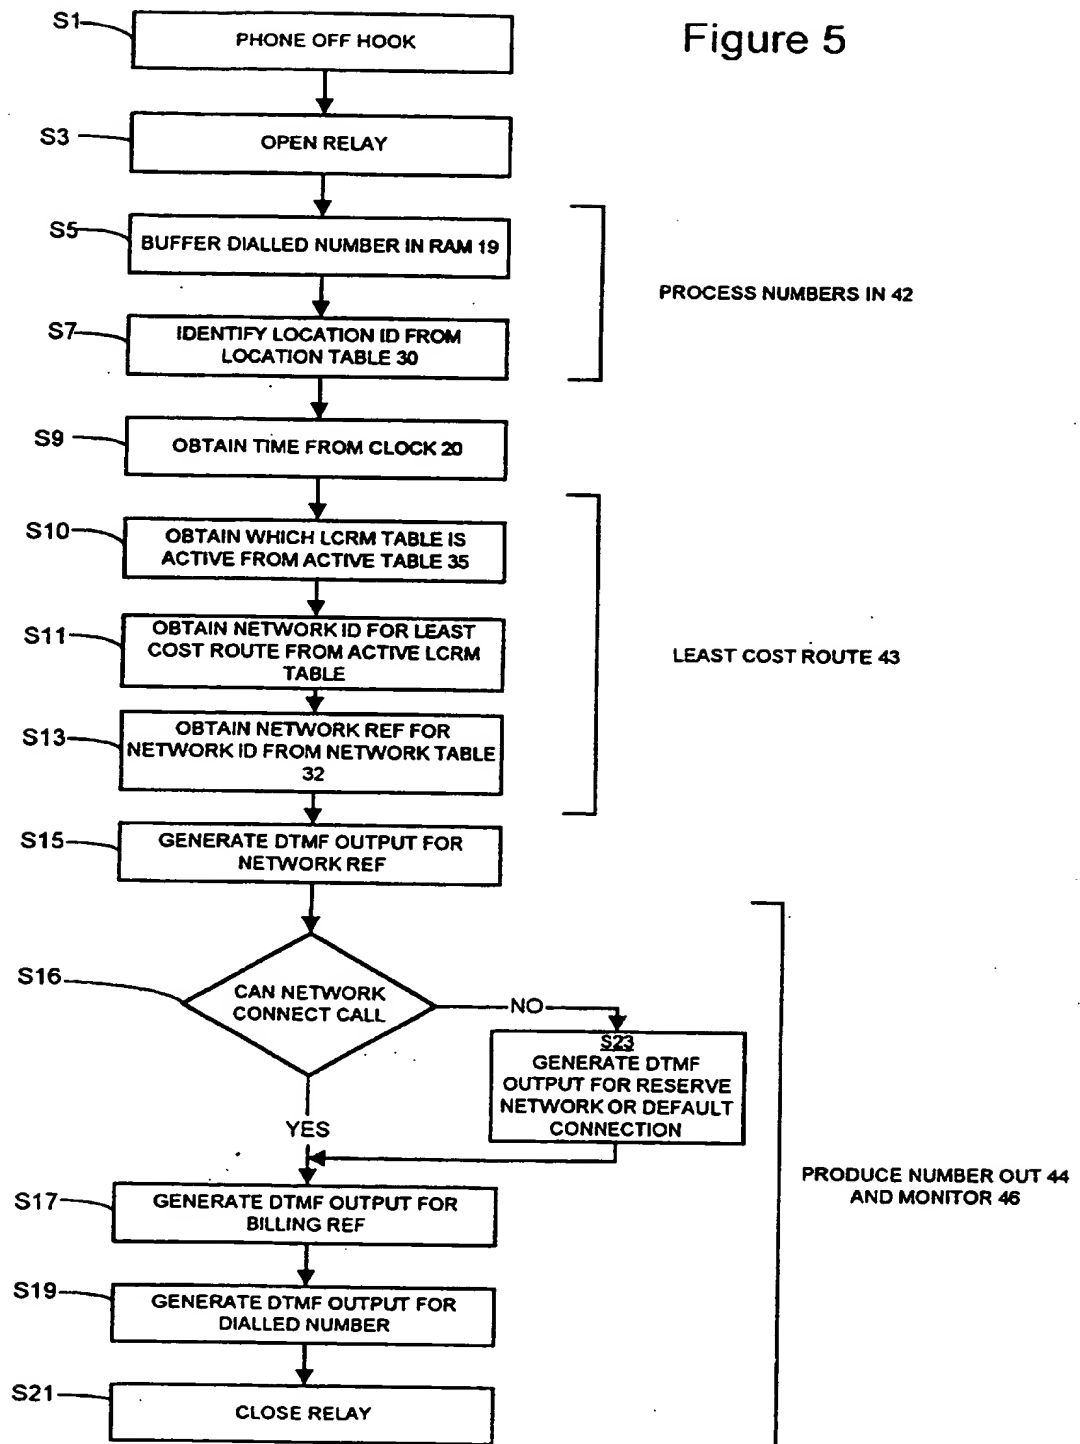 Figure 5
S1
PHONE OFF HOOK
S3
OPEN RELAY
S5
BUFFER DIALLED NUMBER IN RAM 19
PROCESS NUMBERS IN 42
S7
IDENTIFY LOCATION ID FROM
LOCATION TABLE 30
S9
OBTAIN TIME FROM CLOCK 20
S10
OBTAIN WHICH LCRM TABLE IS
ACTIVE FROM ACTIVE TABLE 35
S11
OBTAIN NETWORK ID FOR LEAST
COST ROUTE FROM ACTIVE LCRM
TABLE
LEAST COST ROUTE 43
S13
OBTAIN NETWORK REF FOR
NETWORK ID FROM NETWORK TABLE
32
S15
GENERATE DTMF OUTPUT FOR
NETWORK REF
S16
CAN NETWORK
CONNECT CALL
NO
S23
GENERATE DTMF
OUTPUT FOR RESERVE
NETWORK OR DEFAULT
CONNECTION
YES
PRODUCE NUMBER OUT 44
AND MONITOR 46
S17
GENERATE DTMF OUTPUT FOR
BILLING REF
S19
GENERATE DTMF OUTPUT FOR
DIALLED NUMBER
S21
CLOSE RELAY